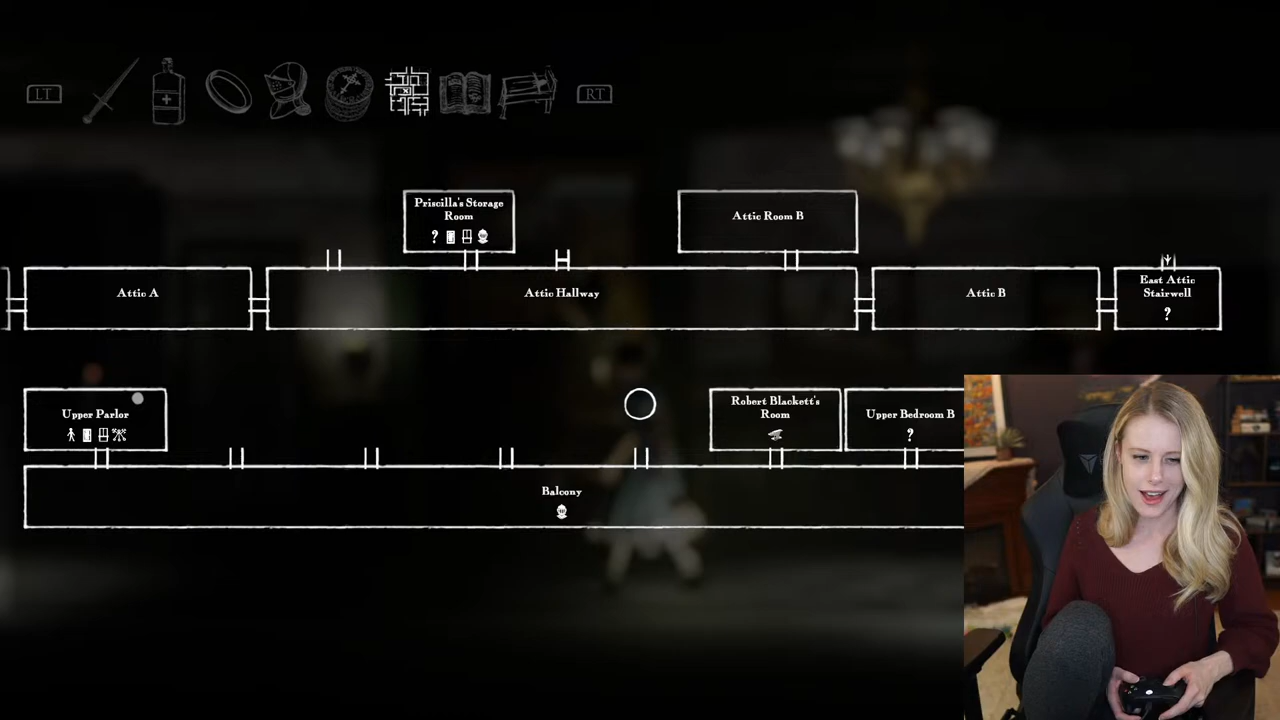 LT
RT
Priscilla's Storage
Room
?
Attic Room B
Attic A
Attic Hallway
Attic B
East Attic
Stairwell
?
Upper Parlor
Robert Blackett's
Room
Upper Bedroom B
?
Balcony